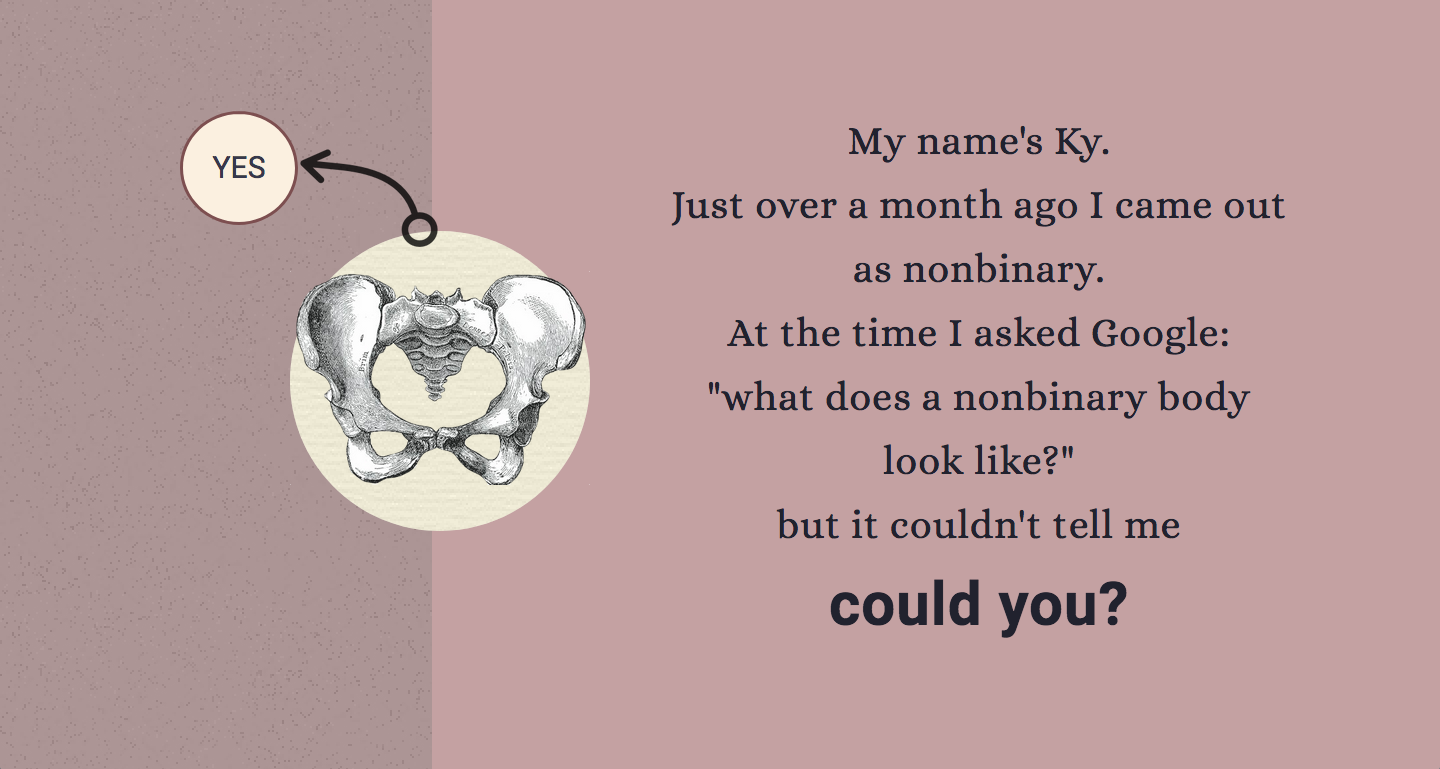 YES
My name's Ky.
Just over a month ago I came out
as nonbinary.
At the time I asked Google:
"what does a nonbinary body
look like?"
but it couldn't tell me
could you?